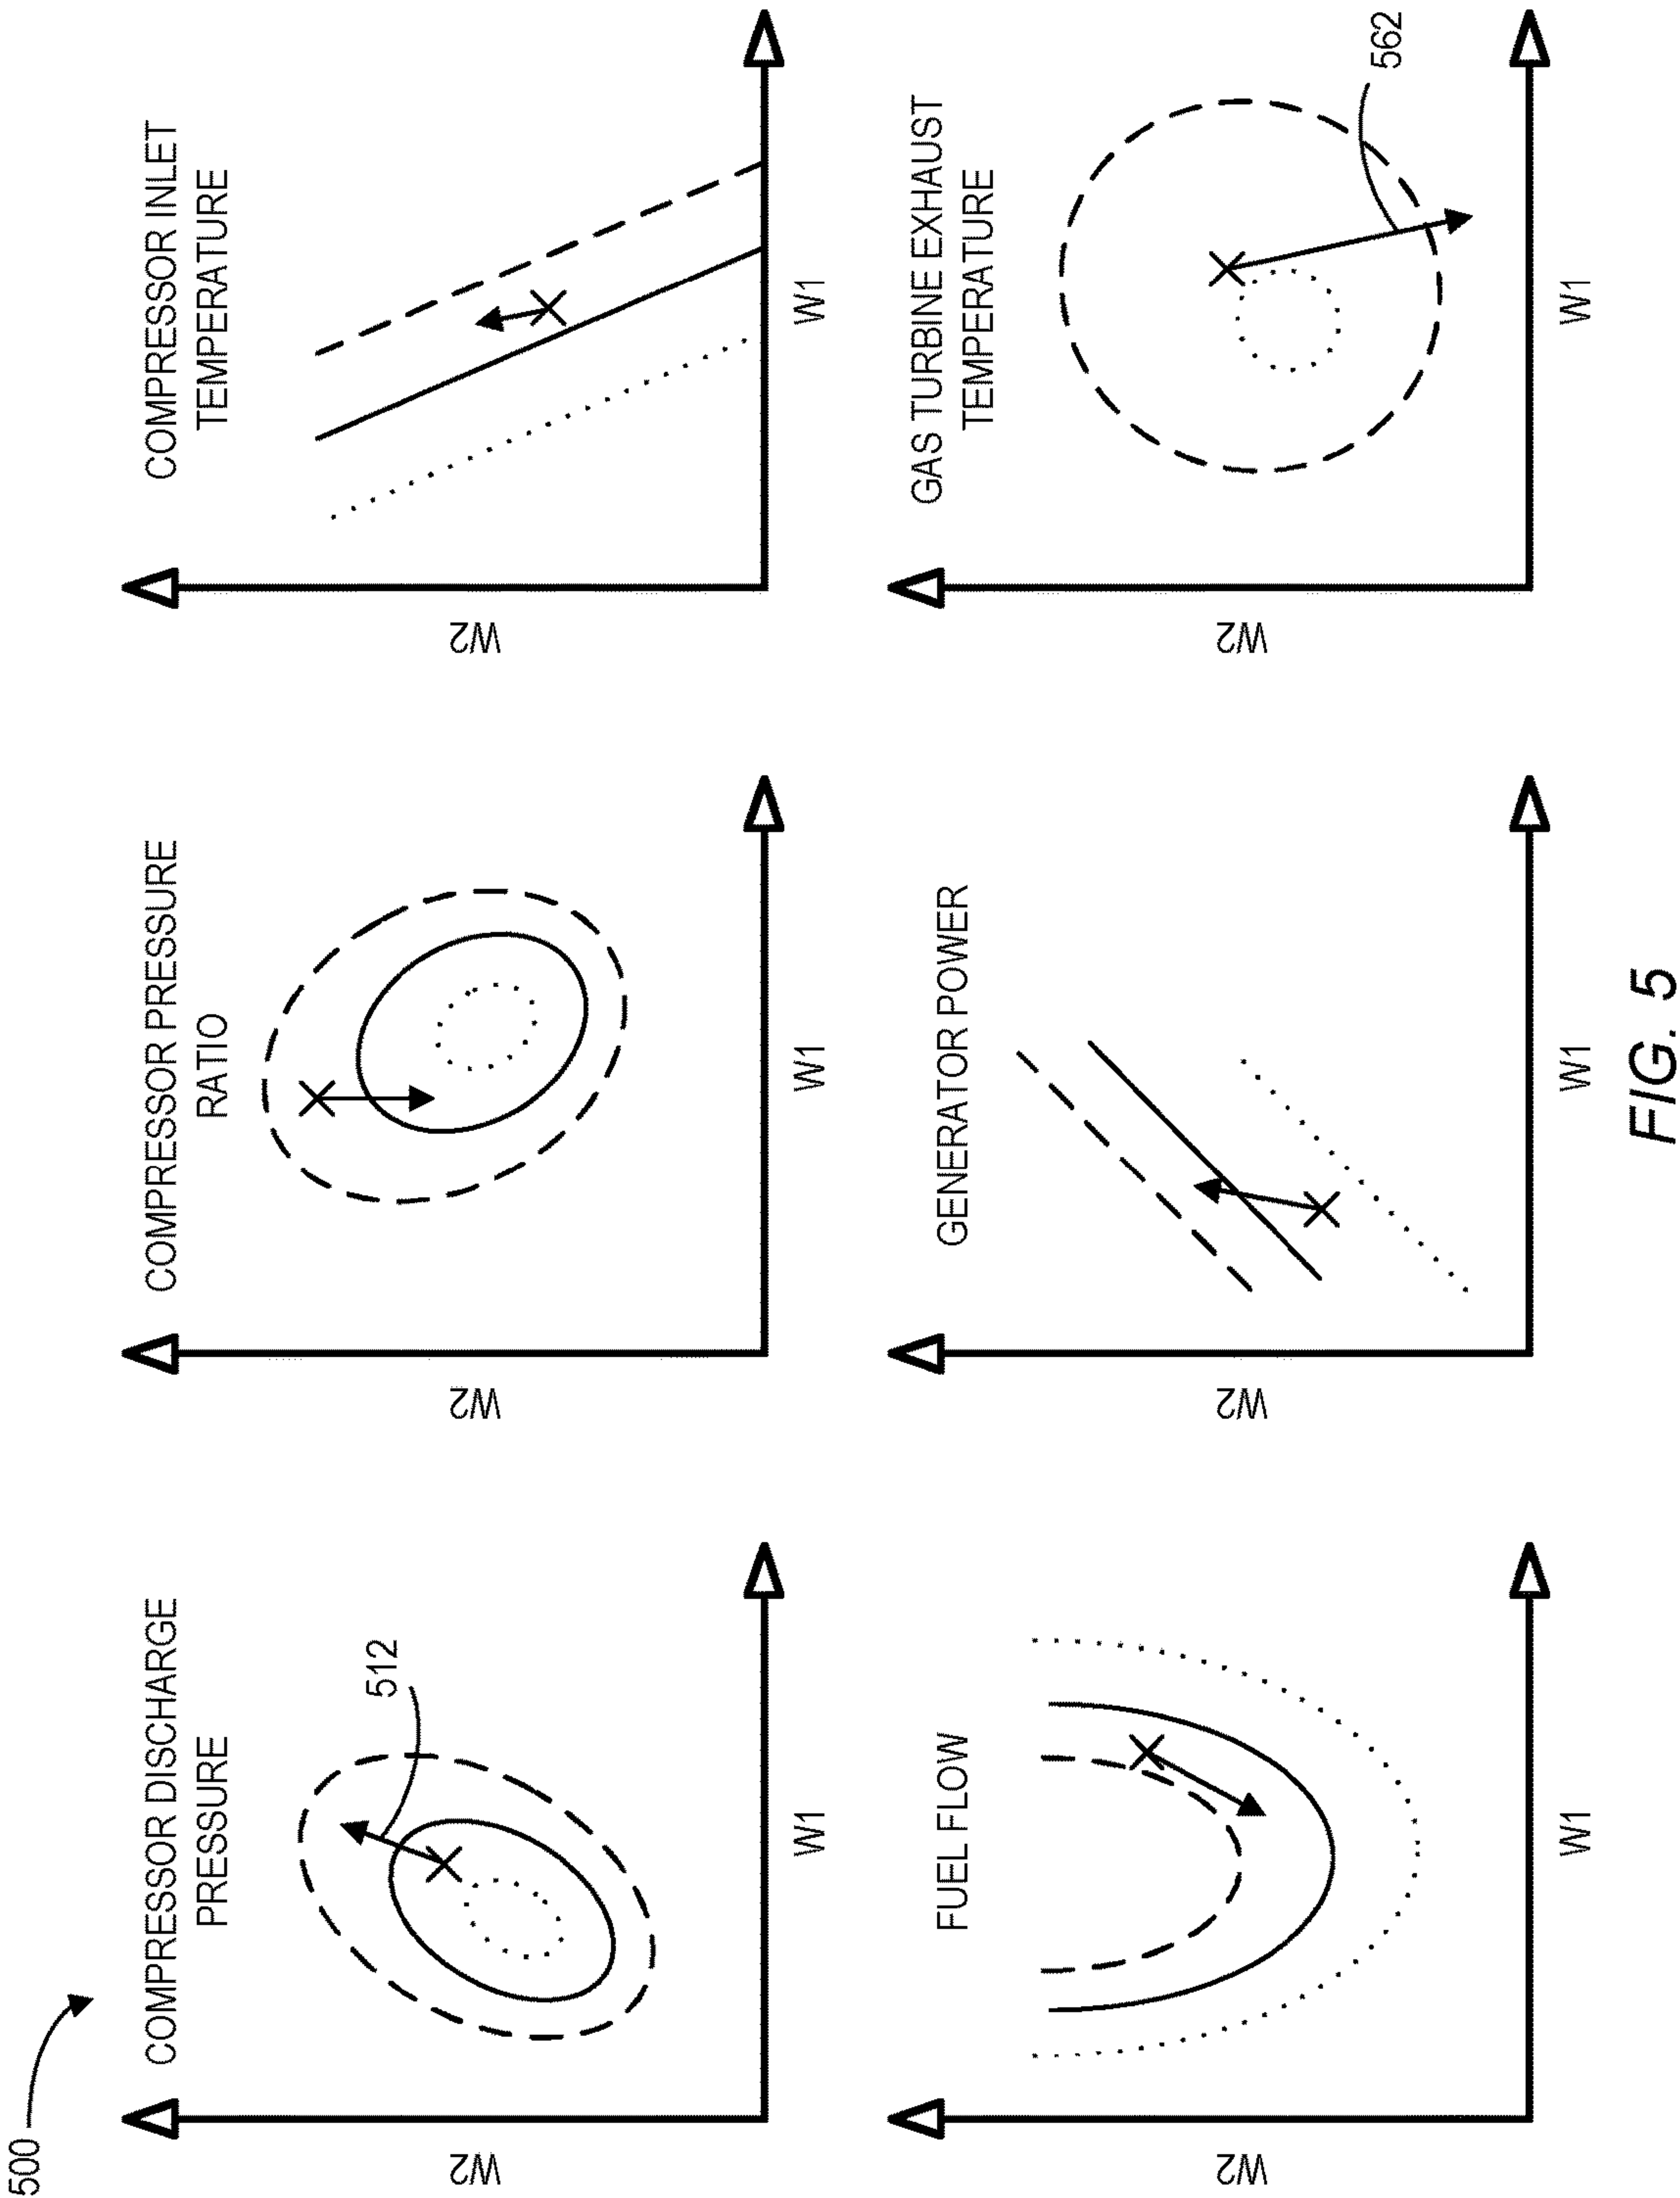 500
COMPRESSOR DISCHARGE
PRESSURE
512
W2
W1
COMPRESSOR PRESSURE
RATIO
W2
W1
COMPRESSOR INLET
TEMPERATURE
W2
W1
FUEL FLOW
W2
W1
GENERATOR POWER
W2
W1
GAS TURBINE EXHAUST
TEMPERATURE
562
W2
W1
FIG. 5